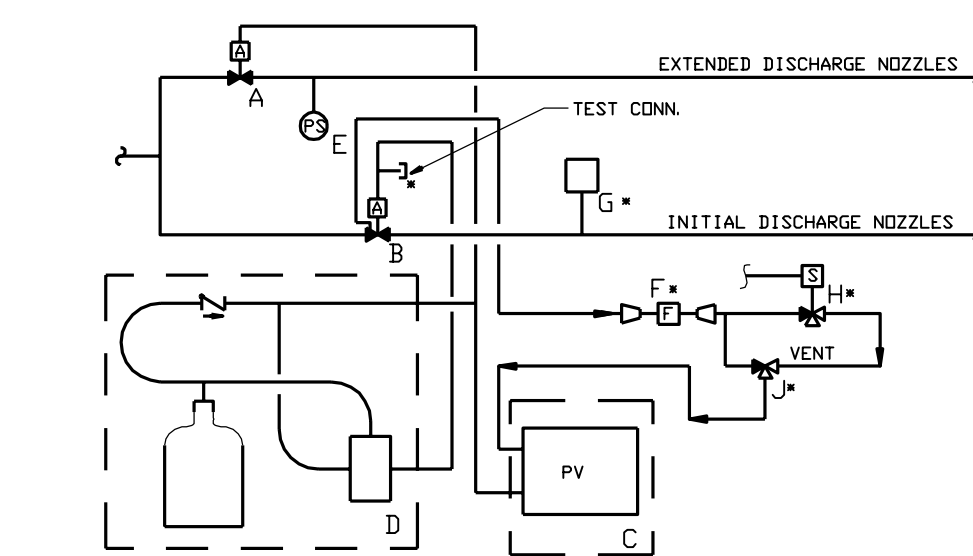 A
EXTENDED DISCHARGE NOZZLES
A
TEST CONN.
PS
E
*
A
G*
INITIAL DISCHARGE NOZZLES
B
S
F*
H*
F
VENT
J*
PV
D
C